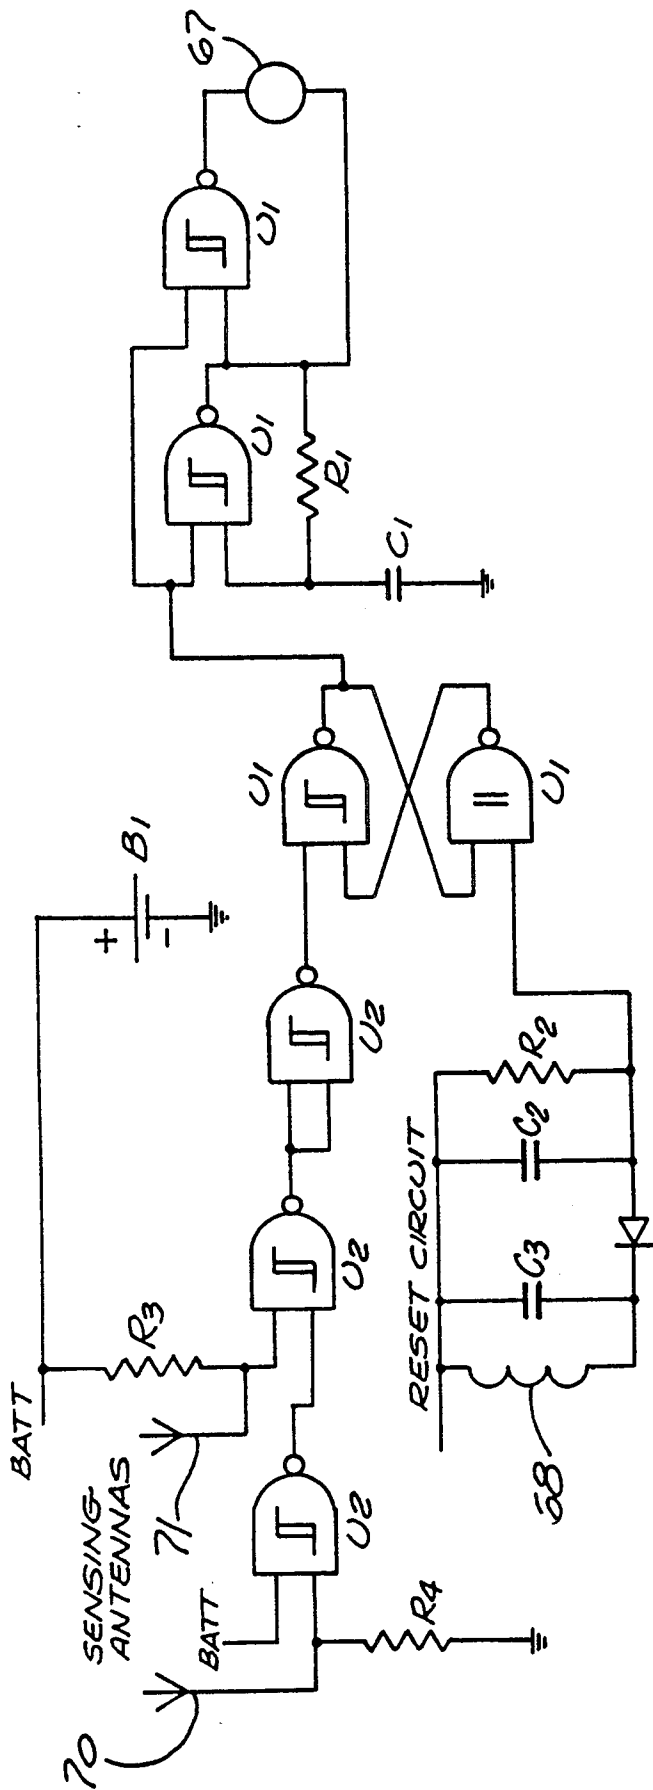 BATT
B1
+
-
R3
SENSING
ANTENNAS
71
70
BATT
U2
R4
U2
U2
U1
U1
U1
U1
67
R1
C1
RESET CIRCUIT
C3
C2
R2
68